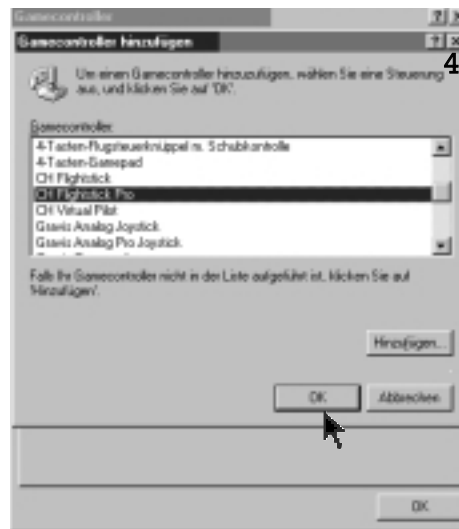 Gamecontroller
Gamecontroller hinzufügen
4
Um einen Gamecontroller hinzuzufügen, wählen Sie eine Steuerung
aus, und klicken Sie auf 'OK'.
Gamecontroller:
4-Tasten-Flugsteuerknüppel m. Schubkontrolle
4-Tasten-Gamepad
CH Flightstick
CH Flightstick Pro
CH Virtual Pilot
Gravis Analog Joystick
Gravis Analog Pro Joystick
Falls Ihr Gamecontroller nicht in der Liste aufgeführt ist, klicken Sie auf
'Hinzufügen'.
Hinzufügen...
OK
Abbrechen
OK